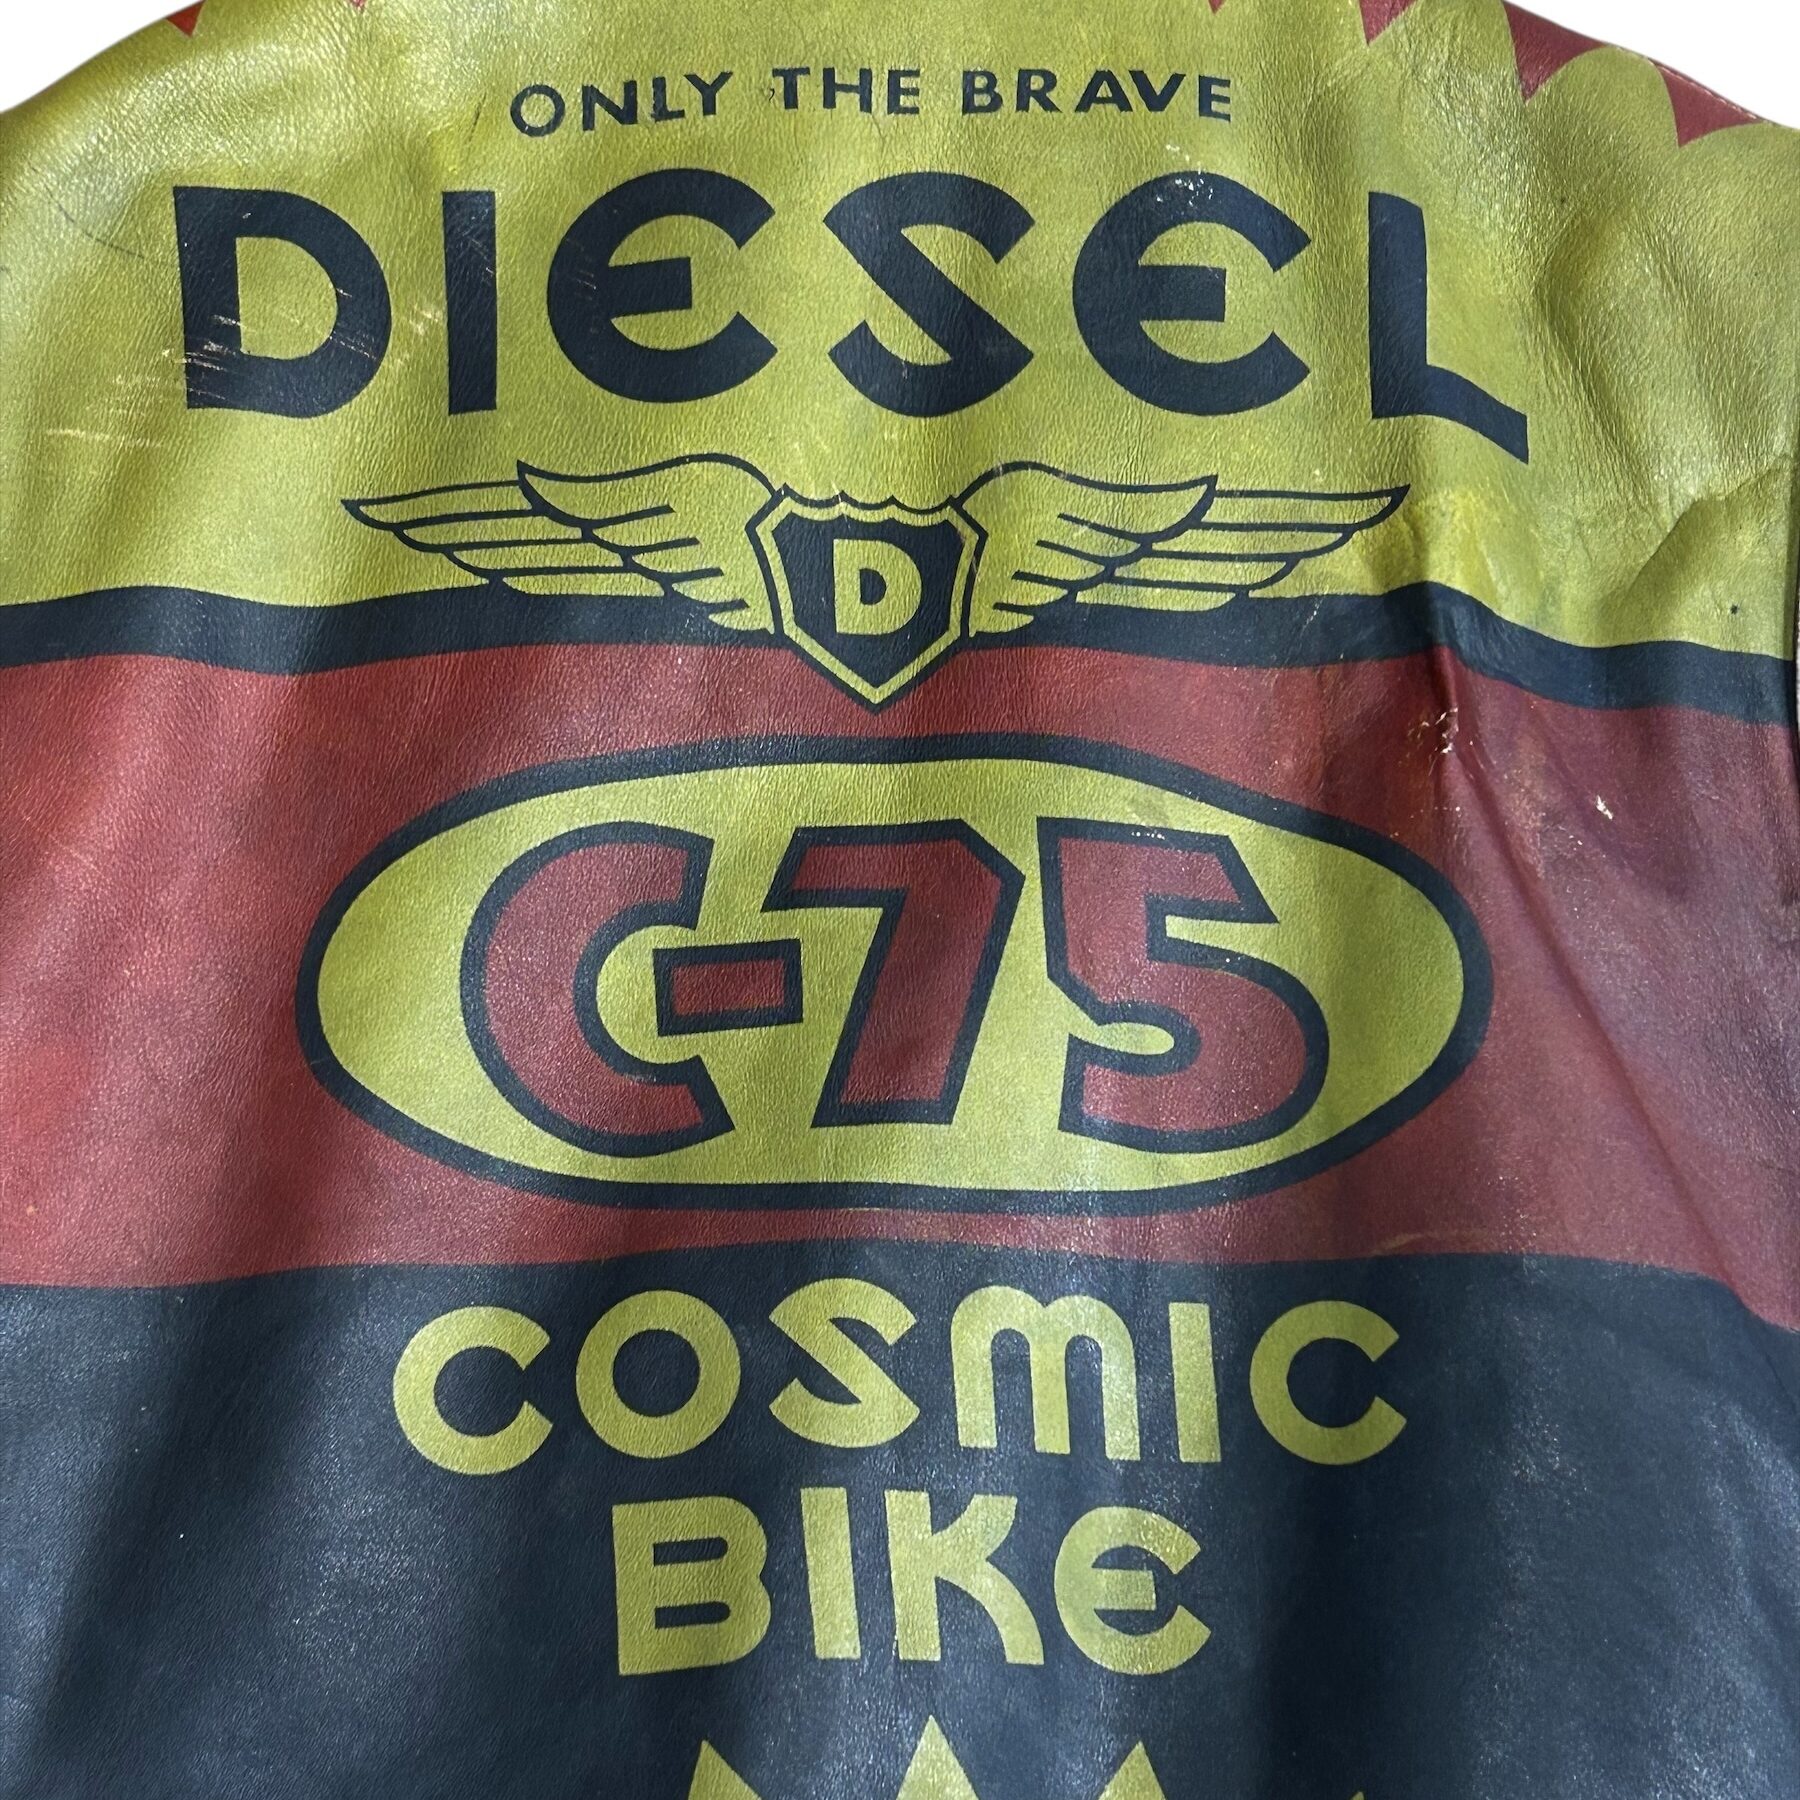 ONLY THE BRAVE
DIESEL
D
C-75
COSMIC
BIKE